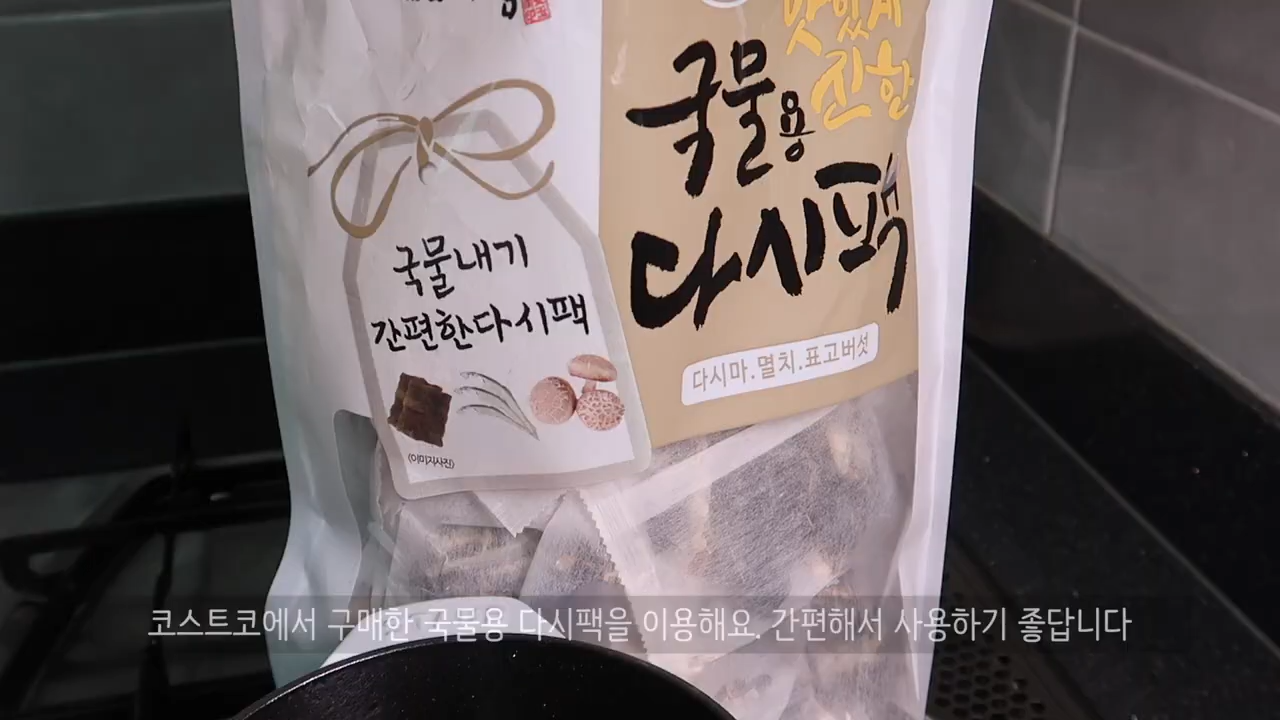 맛있게
진한
국물용
다시팩
다시마.멸치.표고버섯
국물내기
간편한다시팩
(이미지사진)
코스트코에서 구매한 국물용 다시팩을 이용해요. 간편해서 사용하기 좋답니다